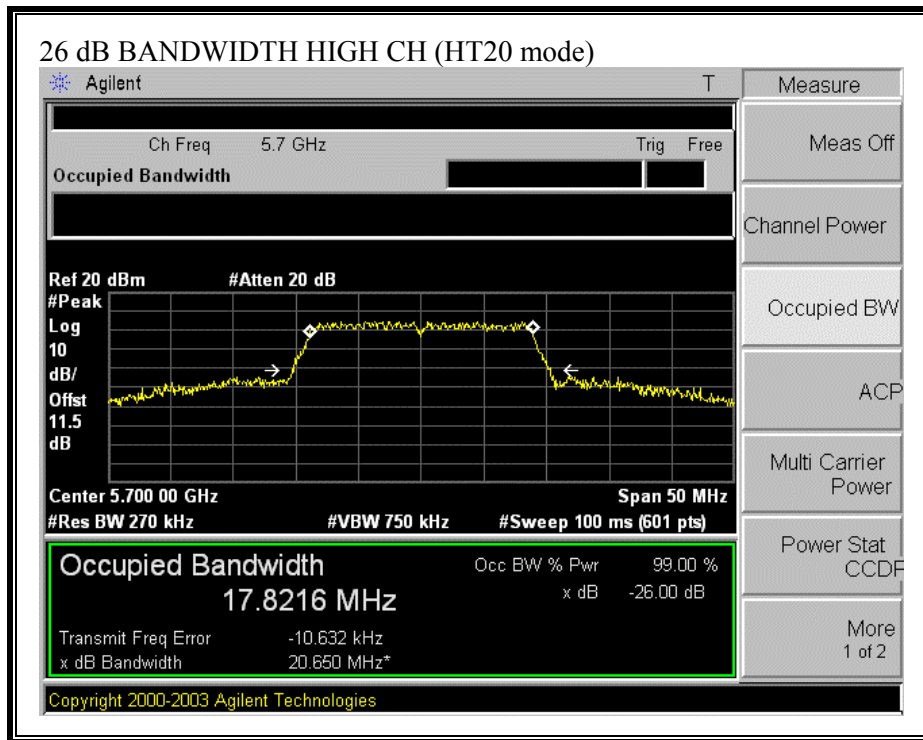 26 dB BANDWIDTH HIGH CH (HT20 mode)
Agilent T
Measure
Ch Freq 5.7 GHz Trig Free
Occupied Bandwidth
Meas Off
Channel Power
Occupied BW
ACP
Multi Carrier
Power
Power Stat
CCDF
More
1 of 2
Ref 20 dBm #Atten 20 dB
#Peak
Log
10
dB/
Offst
11.5
dB
Center 5.700 00 GHz Span 50 MHz
#Res BW 270 kHz #VBW 750 kHz #Sweep 100 ms (601 pts)
Occupied Bandwidth
17.8216 MHz
Occ BW % Pwr 99.00 %
x dB -26.00 dB
Transmit Freq Error -10.632 kHz
x dB Bandwidth 20.650 MHz*
Copyright 2000-2003 Agilent Technologies